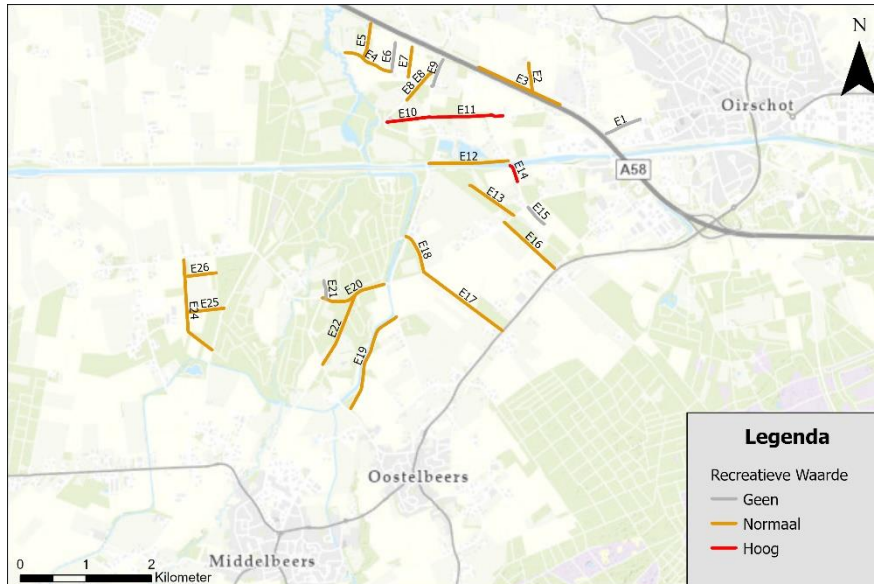 N
E5
E4
E6
E7
E8
E8
E9
E3
E2
Oirschot
E1
E10
E11
E12
E14
A58
E13
E15
E16
E18
E17
E26
E25
E24
E21
E20
E22
E19
Oostelbeers
Middelbeers
0 1 2
Kilometer
Legenda
Recreatieve Waarde
Geen
Normaal
Hoog